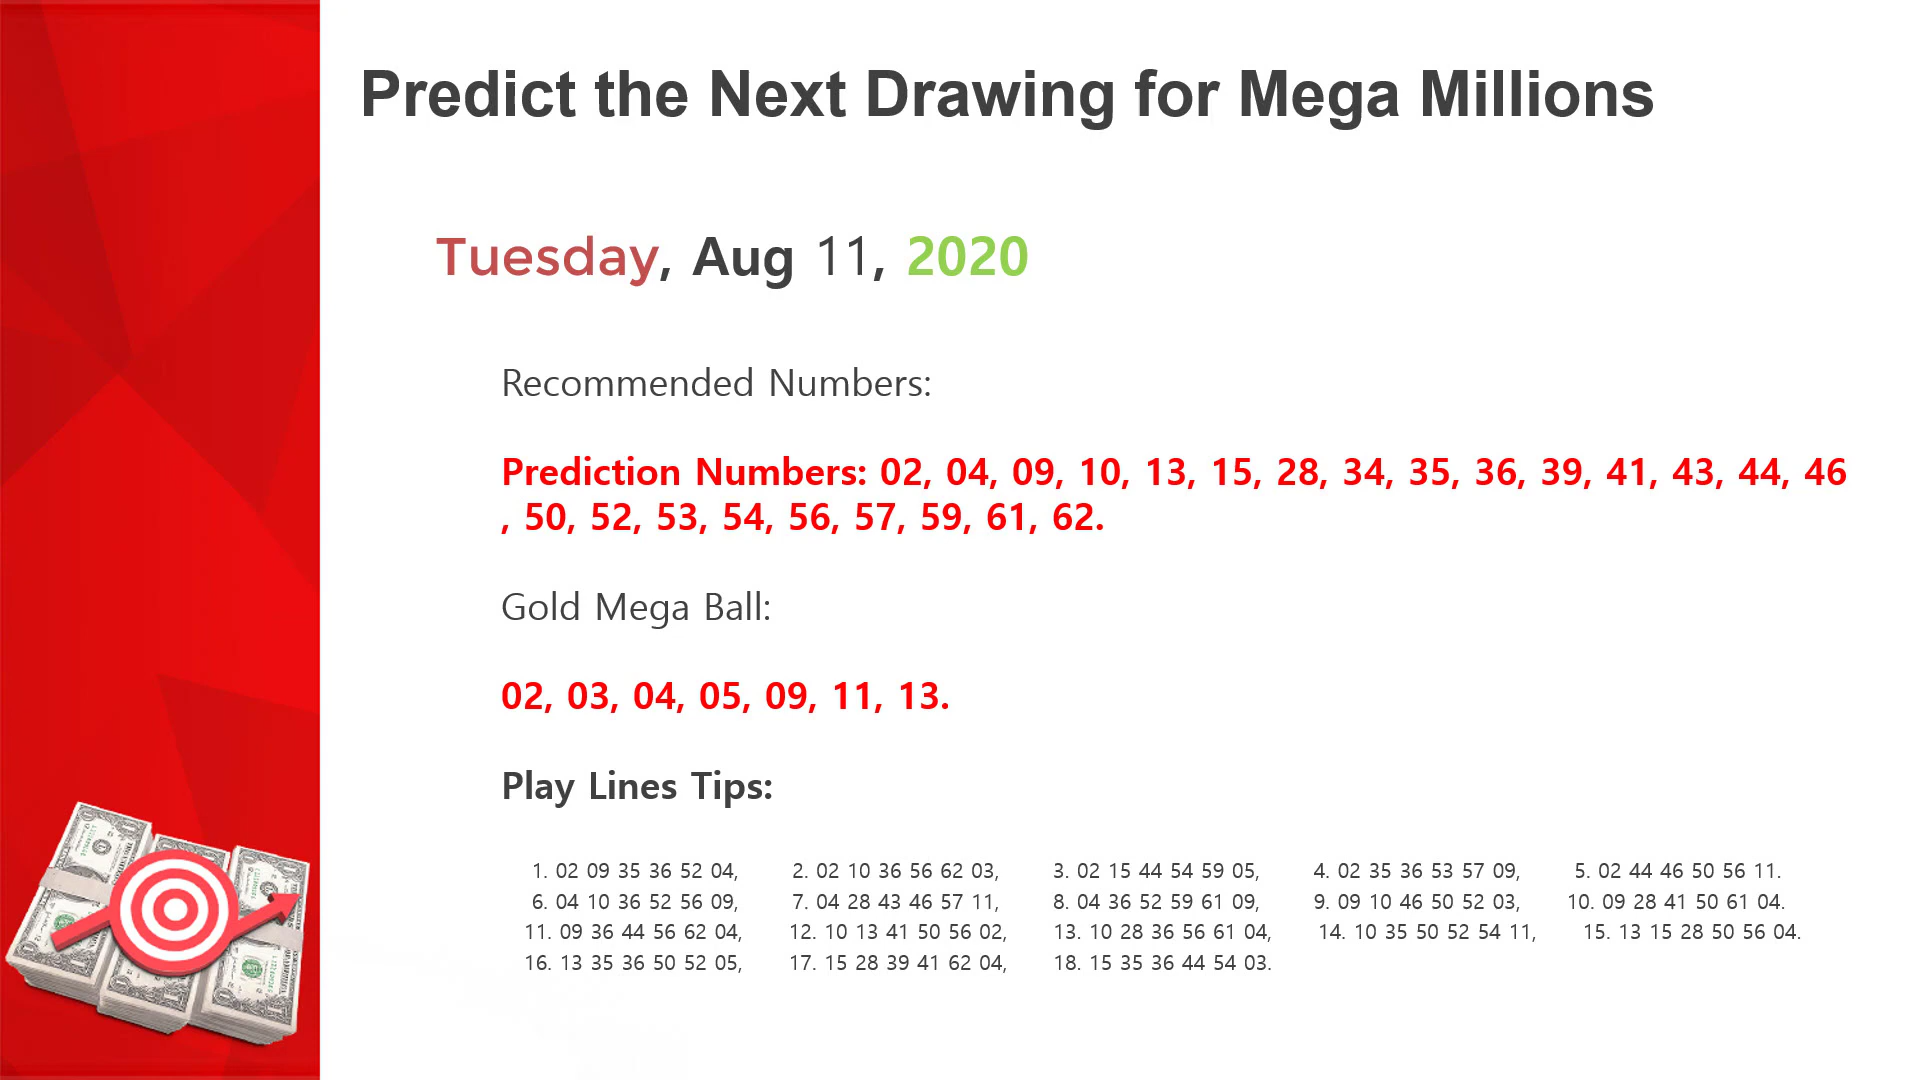 Predict the Next Drawing for Mega Millions
Tuesday, Aug 11, 2020
Recommended Numbers:
Prediction Numbers: 02, 04, 09, 10, 13, 15, 28, 34, 35, 36, 39, 41, 43, 44, 46
, 50, 52, 53, 54, 56, 57, 59, 61, 62.
Gold Mega Ball:
02, 03, 04, 05, 09, 11, 13.
Play Lines Tips:
1. 02 09 35 36 52 04, 2. 02 10 36 56 62 03, 3. 02 15 44 54 59 05, 4. 02 35 36 53 57 09, 5. 02 44 46 50 56 11.
6. 04 10 36 52 56 09, 7. 04 28 43 46 57 11, 8. 04 36 52 59 61 09, 9. 09 10 46 50 52 03, 10. 09 28 41 50 61 04.
11. 09 36 44 56 62 04, 12. 10 13 41 50 56 02, 13. 10 28 36 56 61 04, 14. 10 35 50 52 54 11, 15. 13 15 28 50 56 04.
16. 13 35 36 50 52 05, 17. 15 28 39 41 62 04, 18. 15 35 36 44 54 03.